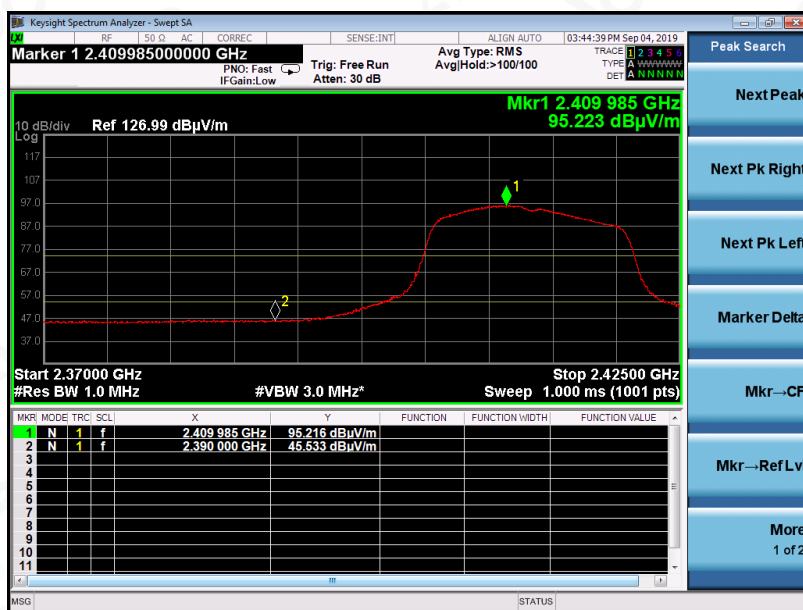 Keysight Spectrum Analyzer - Swept SA
LXI RF 50 Ω AC CORREC SENSE:INT ALIGN AUTO 03:44:39 PM Sep 04, 2019
Marker 1 2.409985000000 GHz
PNO: Fast
IFGain:Low
Trig: Free Run
Atten: 30 dB
Avg Type: RMS
Avg|Hold:>100/100
TRACE 1 2 3 4 5 6
TYPE A WWWWW
DET A N N N N N
Mkr1 2.409 985 GHz
95.223 dBµV/m
10 dB/div Ref 126.99 dBµV/m
Log
117
107
97.0
87.0
77.0
67.0
57.0
47.0
37.0
1
2
Start 2.37000 GHz Stop 2.42500 GHz
#Res BW 1.0 MHz #VBW 3.0 MHz* Sweep 1.000 ms (1001 pts)
MKR MODE TRC SCL X Y FUNCTION FUNCTION WIDTH FUNCTION VALUE
1 N 1 f 2.409 985 GHz 95.216 dBµV/m
2 N 1 f 2.390 000 GHz 45.533 dBµV/m
3
4
5
6
7
8
9
10
11
MSG STATUS
Peak Search
Next Peak
Next Pk Right
Next Pk Left
Marker Delta
Mkr→CF
Mkr→Ref Lv
More
1 of 2